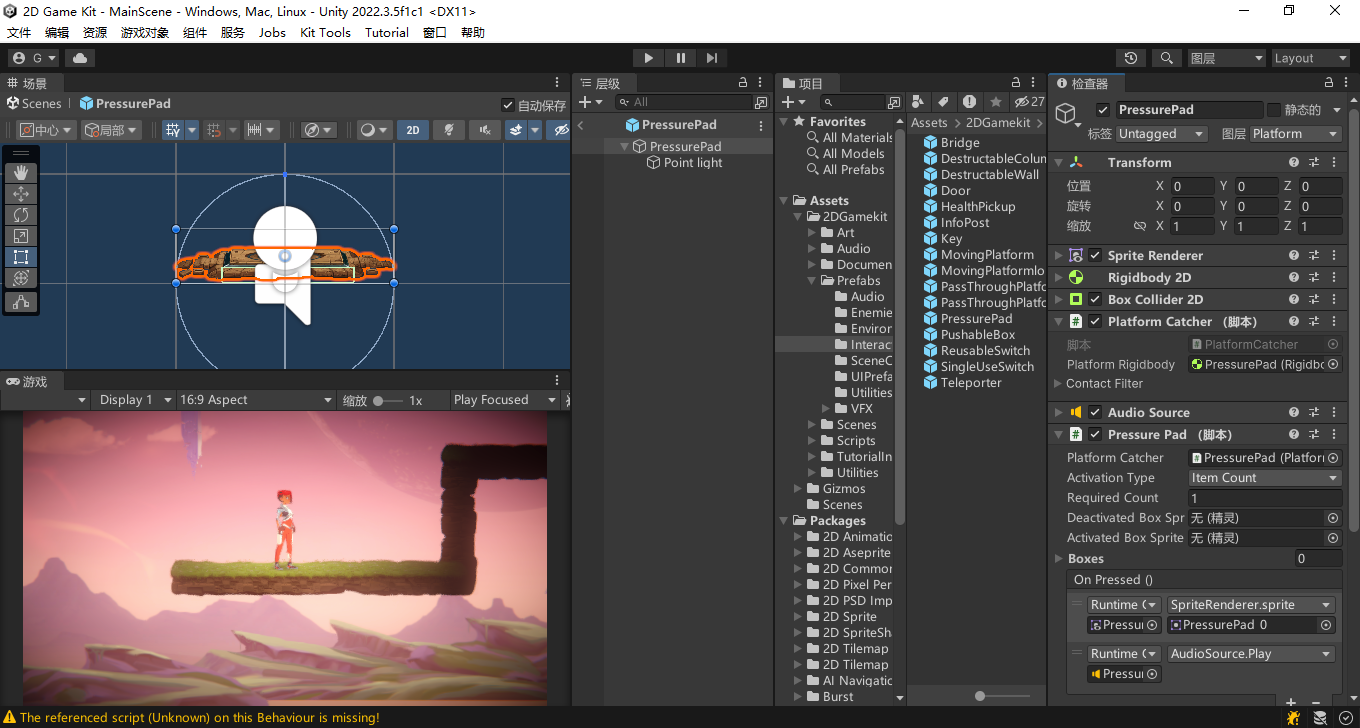 2D Game Kit - MainScene - Windows, Mac, Linux - Unity 2022.3.5f1c1 <DX11>
文件 编辑 资源 游戏对象 组件 服务 Jobs Kit Tools Tutorial 窗口 帮助
G 图层 Layout
场景
Scenes PressurePad 自动保存
中心 局部 2D
游戏
Display 1 16:9 Aspect 缩放 1x Play Focused
层级
All
PressurePad
PressurePad
Point light
项目
27
Favorites
All Materials
All Models
All Prefabs
Assets
2DGamekit
Art
Audio
Documen
Prefabs
Audio
Enemie
Environ
Interac
SceneC
UIPrefa
Utilities
VFX
Scenes
Scripts
TutorialIn
Utilities
Gizmos
Scenes
Packages
2D Animatio
2D Aseprite
2D Common
2D Pixel Per
2D PSD Imp
2D Sprite
2D SpriteSha
2D Tilemap
2D Tilemap
AI Navigatio
Burst
Assets > 2DGamekit >
Bridge
DestructableColum
DestructableWall
Door
HealthPickup
InfoPost
Key
MovingPlatform
MovingPlatformlo
PassThroughPlatfo
PassThroughPlatfo
PressurePad
PushableBox
ReusableSwitch
SingleUseSwitch
Teleporter
检查器
PressurePad 静态的
标签 Untagged 图层 Platform
Transform
位置 X 0 Y 0 Z 0
旋转 X 0 Y 0 Z 0
缩放 X 1 Y 1 Z 1
Sprite Renderer
Rigidbody 2D
Box Collider 2D
Platform Catcher （脚本）
脚本 PlatformCatcher
Platform Rigidbody PressurePad (Rigidbo
Contact Filter
Audio Source
Pressure Pad （脚本）
Platform Catcher PressurePad (Platforr
Activation Type Item Count
Required Count 1
Deactivated Box Spr 无 (精灵)
Activated Box Sprite 无 (精灵)
Boxes 0
On Pressed ()
Runtime SpriteRenderer.sprite
Pressu PressurePad 0
Runtime AudioSource.Play
Pressu
The referenced script (Unknown) on this Behaviour is missing!